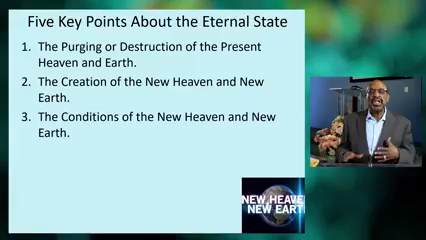 Five Key Points About the Eternal State
1. The Purging or Destruction of the Present
Heaven and Earth.
2. The Creation of the New Heaven and New
Earth.
3. The Conditions of the New Heaven and New
Earth.
NEW HEAVE
NEW EARTH